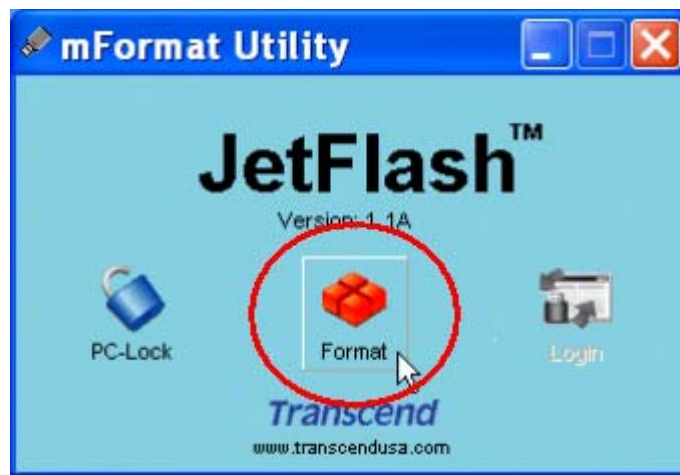 mFormat Utility
JetFlash™
Version: 1.1A
PC-Lock
Format
Login
Transcend
www.transcendusa.com